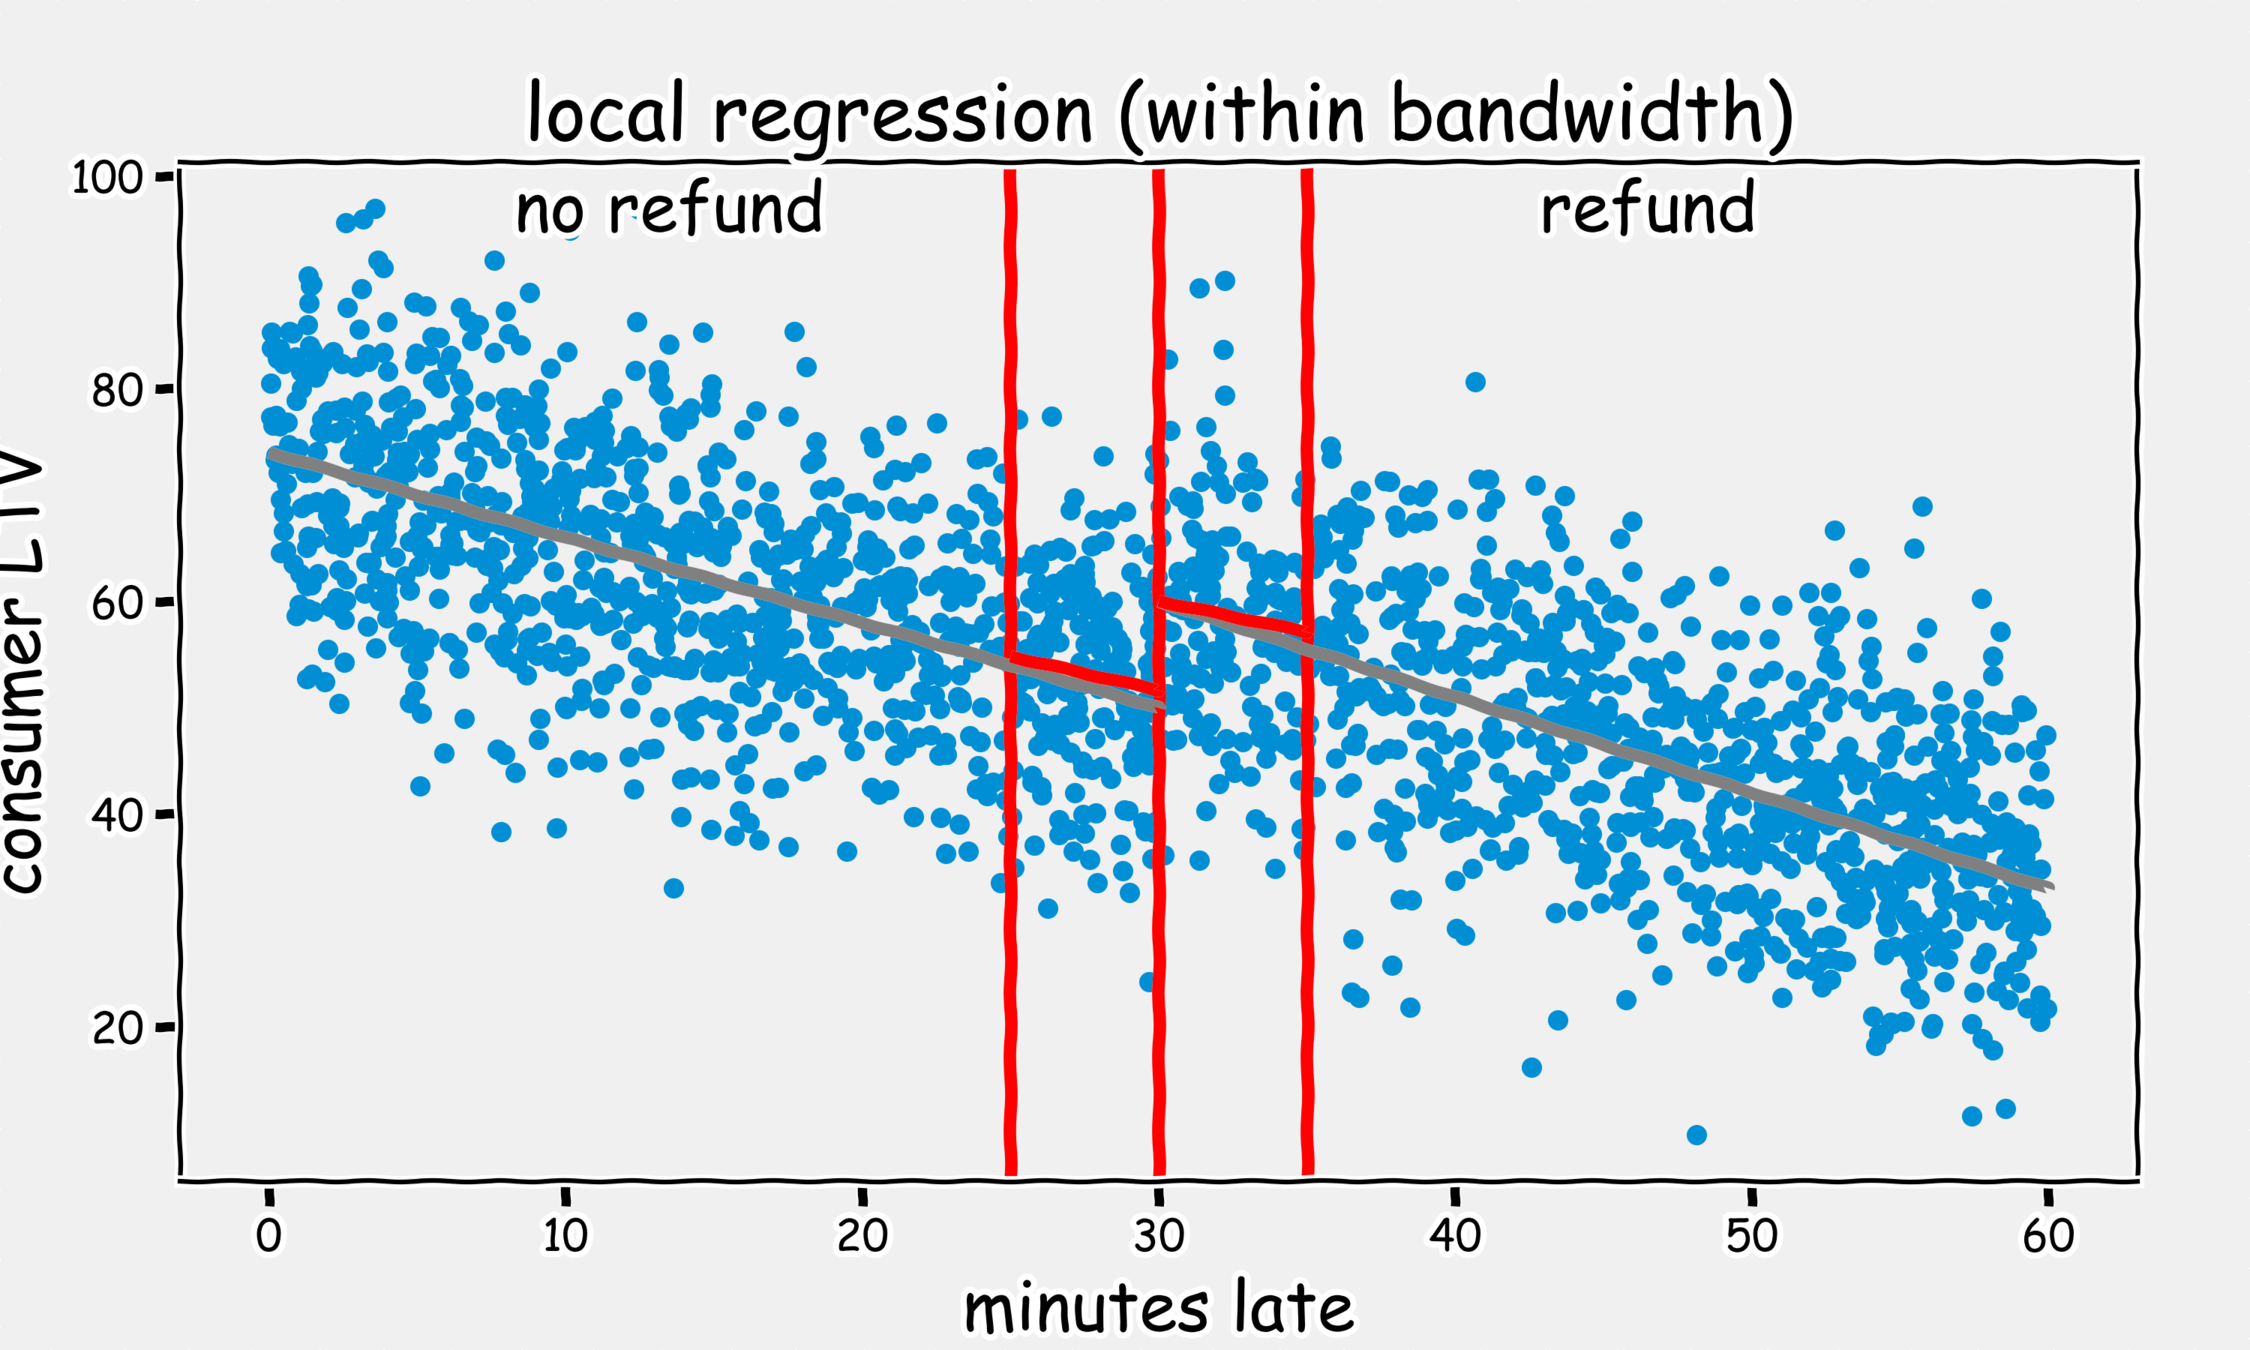 local regression (within bandwidth)
no refund
refund
100
80
60
40
20
consumer LTV
0 10 20 30 40 50 60
minutes late